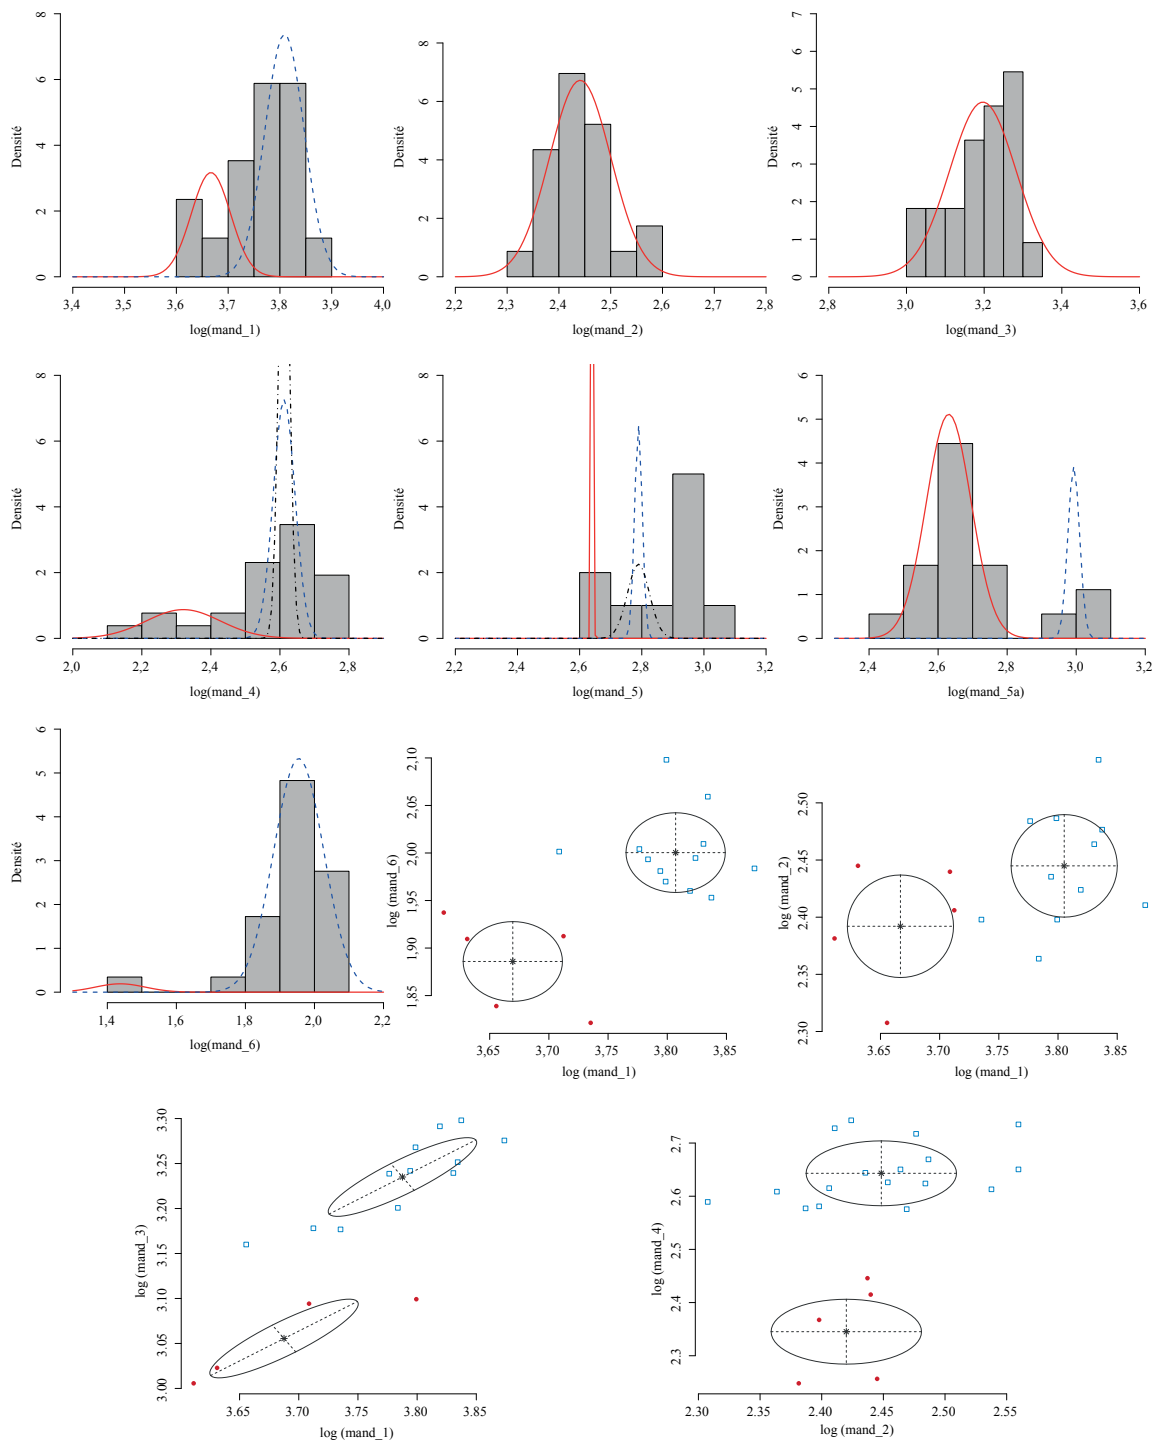 8
6
4
2
0
Densité
3,4 3,5 3,6 3,7 3,8 3,9 4,0
log(mand_1)
8
6
4
2
0
Densité
2,2 2,3 2,4 2,5 2,6 2,7 2,8
log(mand_2)
7
6
5
4
3
2
1
0
Densité
2,8 3,0 3,2 3,4 3,6
log(mand_3)
8
6
4
2
0
Densité
2,0 2,2 2,4 2,6 2,8
log(mand_4)
8
6
4
2
0
Densité
2,2 2,4 2,6 2,8 3,0 3,2
log(mand_5)
6
5
4
3
2
1
0
Densité
2,4 2,6 2,8 3,0 3,2
log(mand_5a)
6
5
4
3
2
1
0
Densité
1,4 1,6 1,8 2,0 2,2
log(mand_6)
2,10
2,05
2,00
1,95
1,90
1,85
log (mand_6)
3,65 3,70 3,75 3,80 3,85
log (mand_1)
2.50
2.45
2.40
2.35
2.30
log (mand_2)
3.65 3.70 3.75 3.80 3.85
log (mand_1)
3.30
3.25
3.20
3.15
3.10
3.05
3.00
log (mand_3)
3.65 3.70 3.75 3.80 3.85
log (mand_1)
2.7
2.6
2.5
2.4
2.3
log (mand_4)
2.30 2.40 2.45 2.50 2.55
log (mand_2)